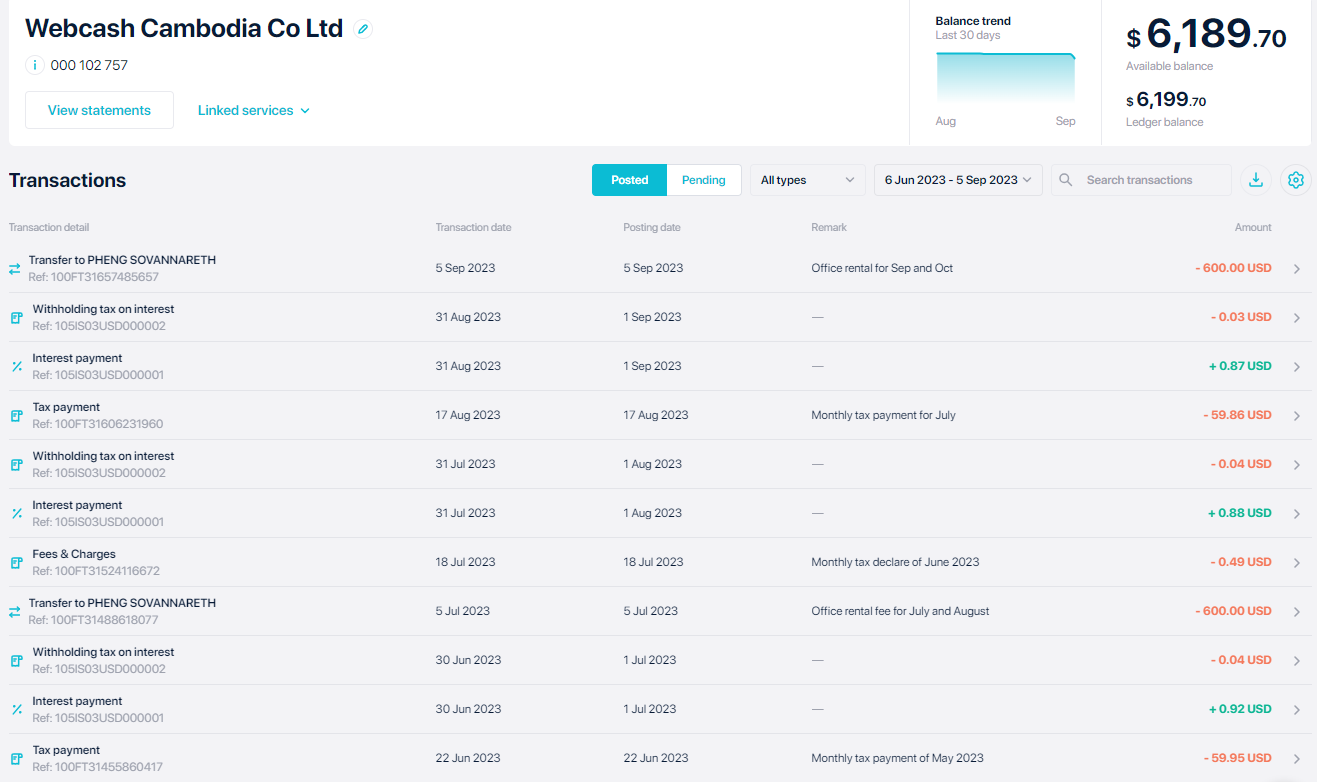 Webcash Cambodia Co Ltd
000 102 757
View statements
Linked services
Balance trend
Last 30 days
Aug Sep
$ 6,189.70
Available balance
$ 6,199.70
Ledger balance
Transactions
Posted Pending All types 6 Jun 2023 - 5 Sep 2023 Search transactions
Transaction detail Transaction date Posting date Remark Amount
Transfer to PHENG SOVANNARETH
Ref: 100FT31657485657
5 Sep 2023 5 Sep 2023 Office rental for Sep and Oct - 600.00 USD
Withholding tax on interest
Ref: 105IS03USD000002
31 Aug 2023 1 Sep 2023 — - 0.03 USD
Interest payment
Ref: 105IS03USD000001
31 Aug 2023 1 Sep 2023 — + 0.87 USD
Tax payment
Ref: 100FT31606231960
17 Aug 2023 17 Aug 2023 Monthly tax payment for July - 59.86 USD
Withholding tax on interest
Ref: 105IS03USD000002
31 Jul 2023 1 Aug 2023 — - 0.04 USD
Interest payment
Ref: 105IS03USD000001
31 Jul 2023 1 Aug 2023 — + 0.88 USD
Fees & Charges
Ref: 100FT31524116672
18 Jul 2023 18 Jul 2023 Monthly tax declare of June 2023 - 0.49 USD
Transfer to PHENG SOVANNARETH
Ref: 100FT31488618077
5 Jul 2023 5 Jul 2023 Office rental fee for July and August - 600.00 USD
Withholding tax on interest
Ref: 105IS03USD000002
30 Jun 2023 1 Jul 2023 — - 0.04 USD
Interest payment
Ref: 105IS03USD000001
30 Jun 2023 1 Jul 2023 — + 0.92 USD
Tax payment
Ref: 100FT31455860417
22 Jun 2023 22 Jun 2023 Monthly tax payment of May 2023 - 59.95 USD